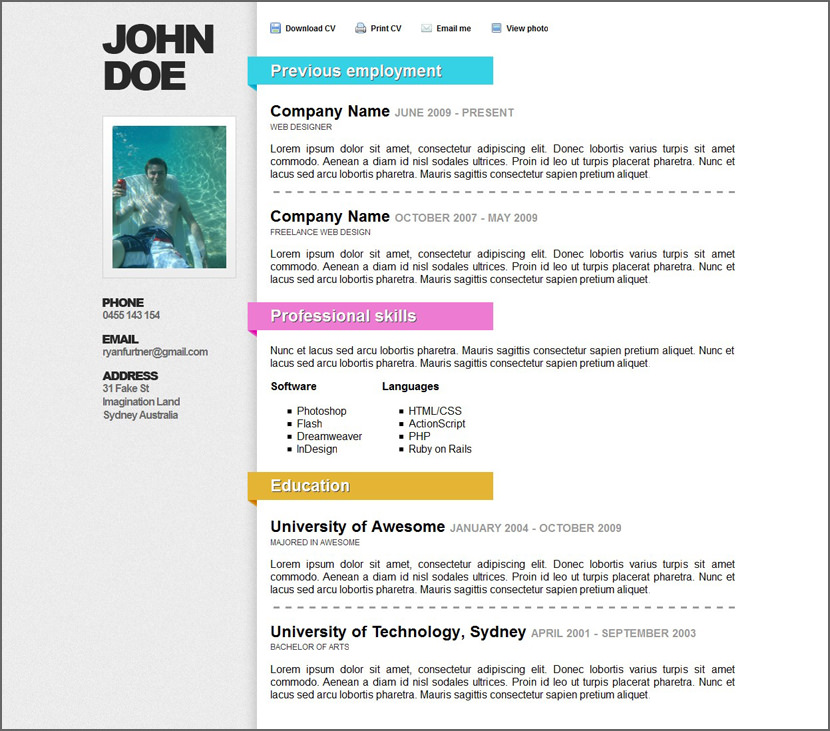 JOHN
DOE
PHONE
0455 143 154
EMAIL
ryanfurtner@gmail.com
ADDRESS
31 Fake St
Imagination Land
Sydney Australia
Download CV Print CV Email me View photo
Previous employment
Company Name JUNE 2009 - PRESENT
WEB DESIGNER
Lorem ipsum dolor sit amet, consectetur adipiscing elit. Donec lobortis varius turpis sit amet
commodo. Aenean a diam id nisl sodales ultrices. Proin id leo ut turpis placerat pharetra. Nunc et
lacus sed arcu lobortis pharetra. Mauris sagittis consectetur sapien pretium aliquet.
Company Name OCTOBER 2007 - MAY 2009
FREELANCE WEB DESIGN
Lorem ipsum dolor sit amet, consectetur adipiscing elit. Donec lobortis varius turpis sit amet
commodo. Aenean a diam id nisl sodales ultrices. Proin id leo ut turpis placerat pharetra. Nunc et
lacus sed arcu lobortis pharetra. Mauris sagittis consectetur sapien pretium aliquet.
Professional skills
Nunc et lacus sed arcu lobortis pharetra. Mauris sagittis consectetur sapien pretium aliquet. Nunc et
lacus sed arcu lobortis pharetra. Mauris sagittis consectetur sapien pretium aliquet.
Software
Photoshop
Flash
Dreamweaver
InDesign
Languages
HTML/CSS
ActionScript
PHP
Ruby on Rails
Education
University of Awesome JANUARY 2004 - OCTOBER 2009
MAJORED IN AWESOME
Lorem ipsum dolor sit amet, consectetur adipiscing elit. Donec lobortis varius turpis sit amet
commodo. Aenean a diam id nisl sodales ultrices. Proin id leo ut turpis placerat pharetra. Nunc et
lacus sed arcu lobortis pharetra. Mauris sagittis consectetur sapien pretium aliquet.
University of Technology, Sydney APRIL 2001 - SEPTEMBER 2003
BACHELOR OF ARTS
Lorem ipsum dolor sit amet, consectetur adipiscing elit. Donec lobortis varius turpis sit amet
commodo. Aenean a diam id nisl sodales ultrices. Proin id leo ut turpis placerat pharetra. Nunc et
lacus sed arcu lobortis pharetra. Mauris sagittis consectetur sapien pretium aliquet.